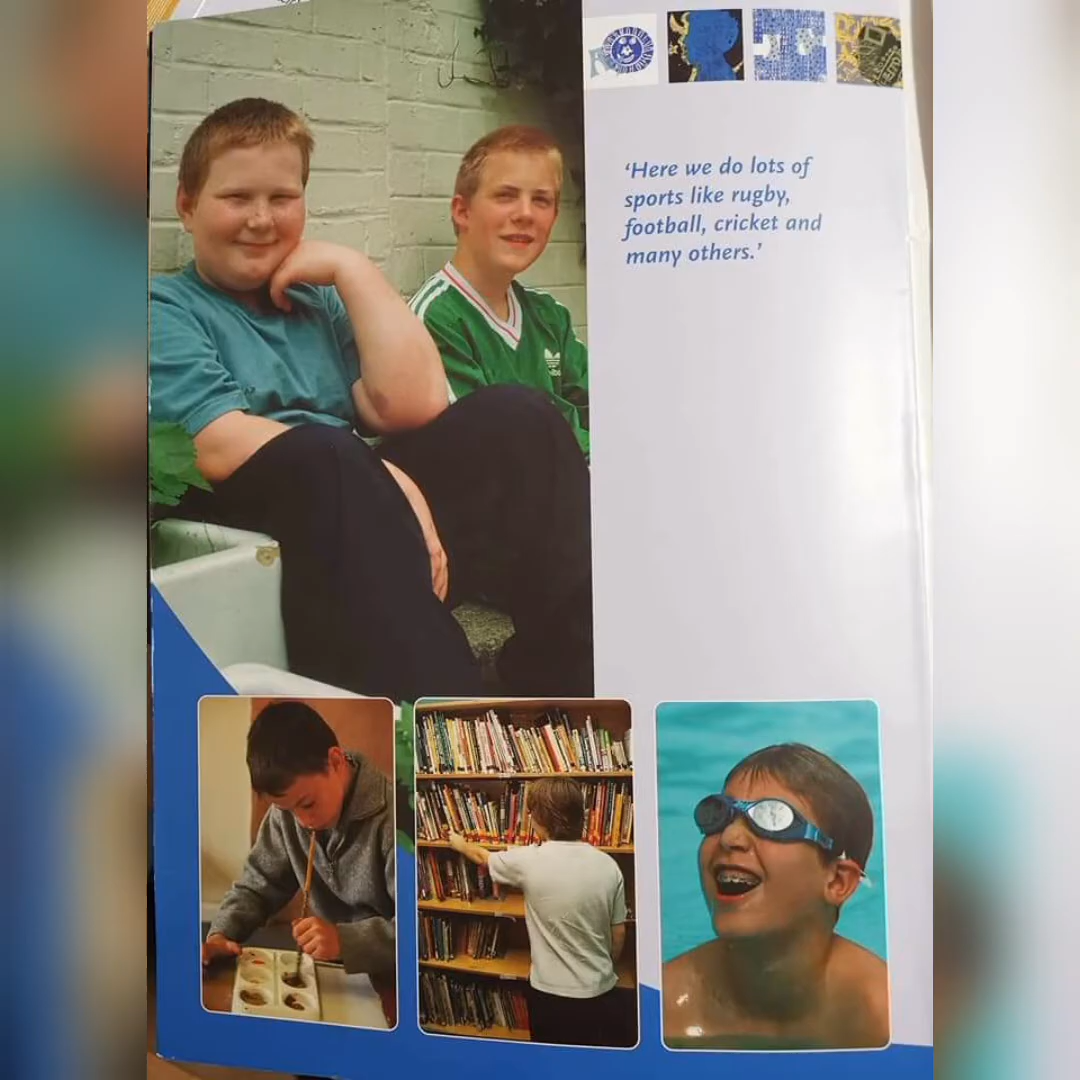 ‘Here we do lots of
sports like rugby,
football, cricket and
many others.’